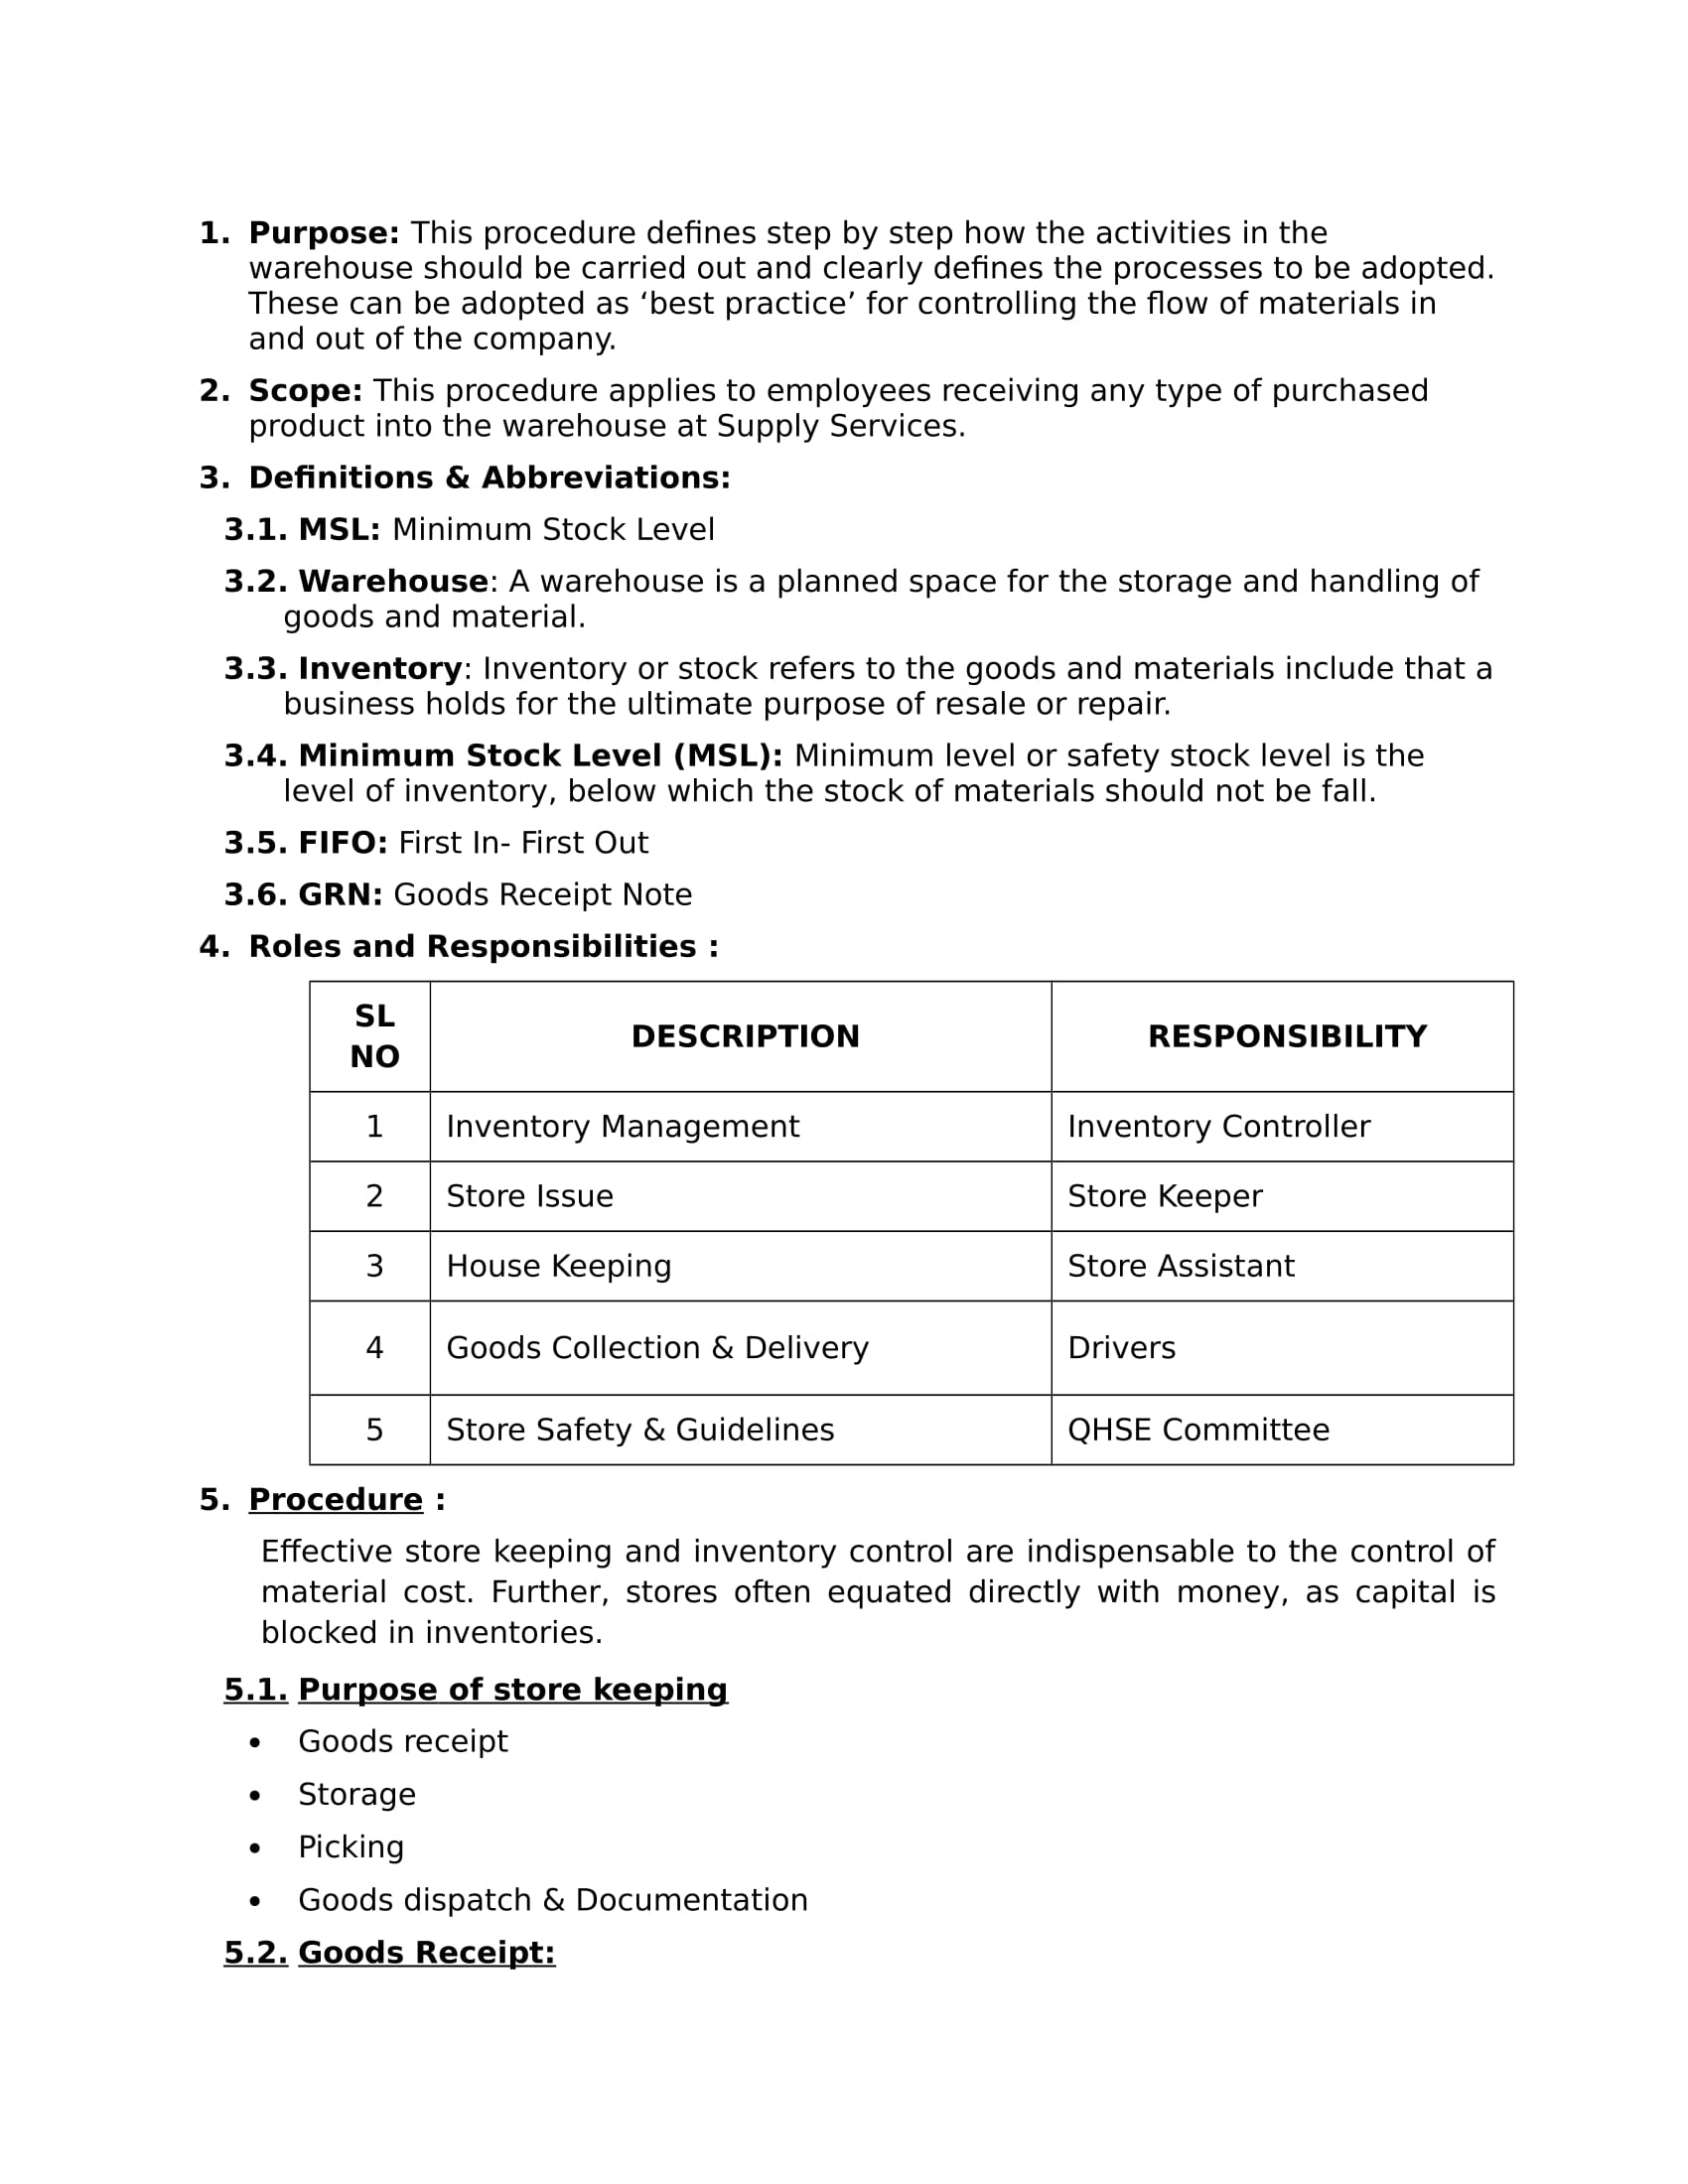 1. Purpose: This procedure defines step by step how the activities in the
warehouse should be carried out and clearly defines the processes to be adopted.
These can be adopted as ‘best practice’ for controlling the flow of materials in
and out of the company.
2. Scope: This procedure applies to employees receiving any type of purchased
product into the warehouse at Supply Services.
3. Definitions & Abbreviations:
3.1. MSL: Minimum Stock Level
3.2. Warehouse: A warehouse is a planned space for the storage and handling of
goods and material.
3.3. Inventory: Inventory or stock refers to the goods and materials include that a
business holds for the ultimate purpose of resale or repair.
3.4. Minimum Stock Level (MSL): Minimum level or safety stock level is the
level of inventory, below which the stock of materials should not be fall.
3.5. FIFO: First In- First Out
3.6. GRN: Goods Receipt Note
4. Roles and Responsibilities :
SL
NO
DESCRIPTION
RESPONSIBILITY
1 Inventory Management Inventory Controller
2 Store Issue Store Keeper
3 House Keeping Store Assistant
4 Goods Collection & Delivery Drivers
5 Store Safety & Guidelines QHSE Committee
5. Procedure :
Effective store keeping and inventory control are indispensable to the control of
material cost. Further, stores often equated directly with money, as capital is
blocked in inventories.
5.1. Purpose of store keeping
• Goods receipt
• Storage
• Picking
• Goods dispatch & Documentation
5.2. Goods Receipt: